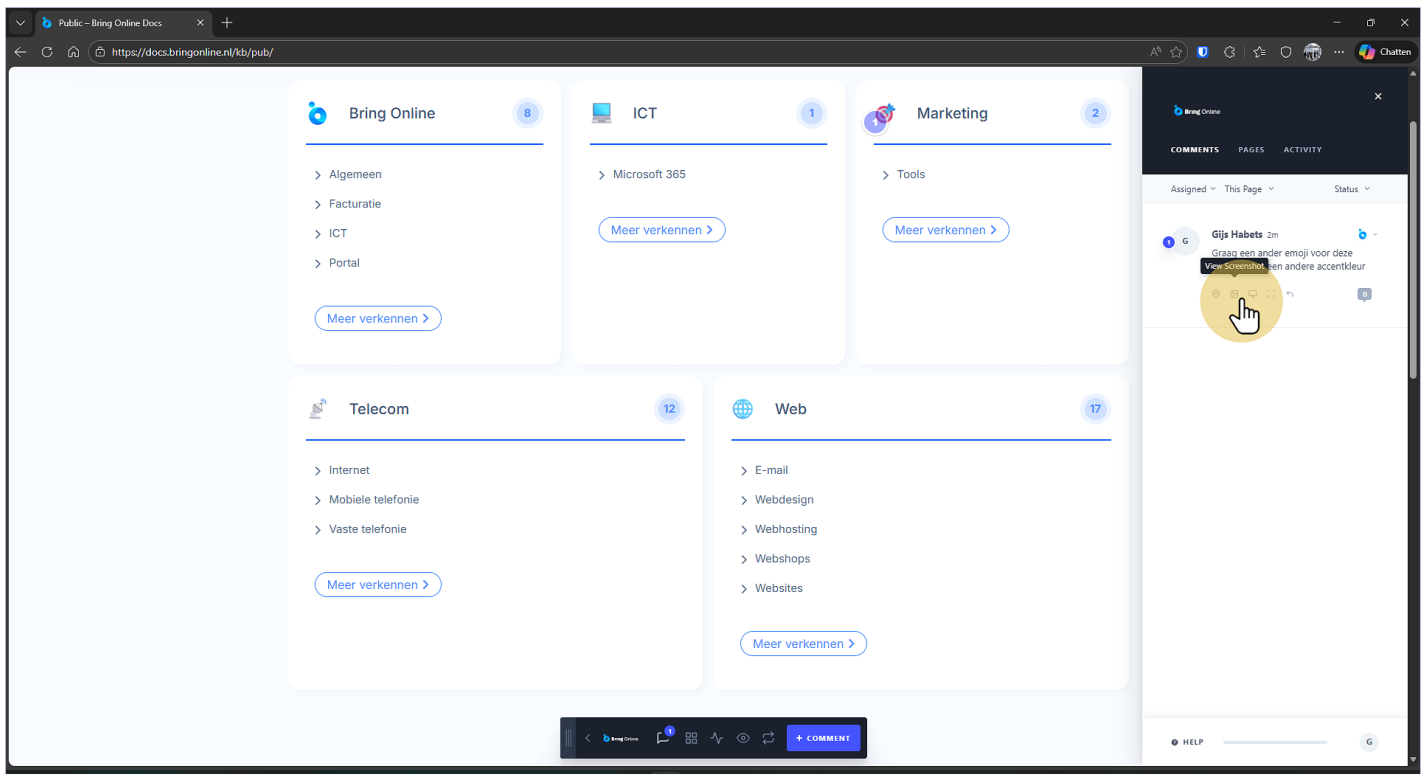 Public – Bring Online Docs
https://docs.bringonline.nl/kb/pub/
Chatten
Bring Online
8
Algemeen
Facturatie
ICT
Portal
Meer verkennen
ICT
1
Microsoft 365
Meer verkennen
1
Marketing
2
Tools
Meer verkennen
Telecom
12
Internet
Mobiele telefonie
Vaste telefonie
Meer verkennen
Web
17
E-mail
Webdesign
Webhosting
Webshops
Websites
Meer verkennen
Bring Online
COMMENTS PAGES ACTIVITY
Assigned This Page Status
1 G Gijs Habets 2m
Graag een ander emoji voor deze
View Screenshot een andere accentkleur
0
Bring Online
1
+ COMMENT
HELP
G